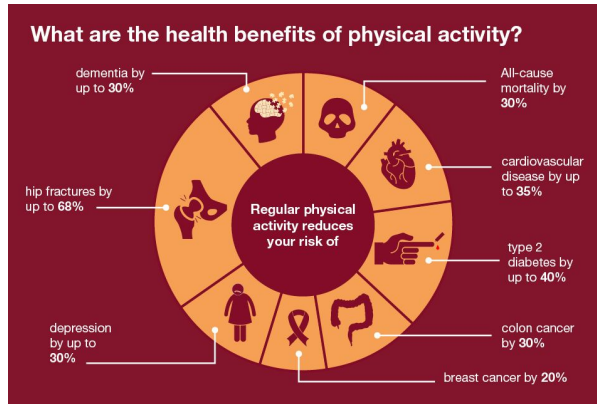 What are the health benefits of physical activity?
dementia by
up to 30%
All-cause
mortality by
30%
cardiovascular
disease by up
to 35%
hip fractures by
up to 68%
Regular physical
activity reduces
your risk of
type 2
diabetes by
up to 40%
depression
by up to
30%
colon cancer
by 30%
breast cancer by 20%